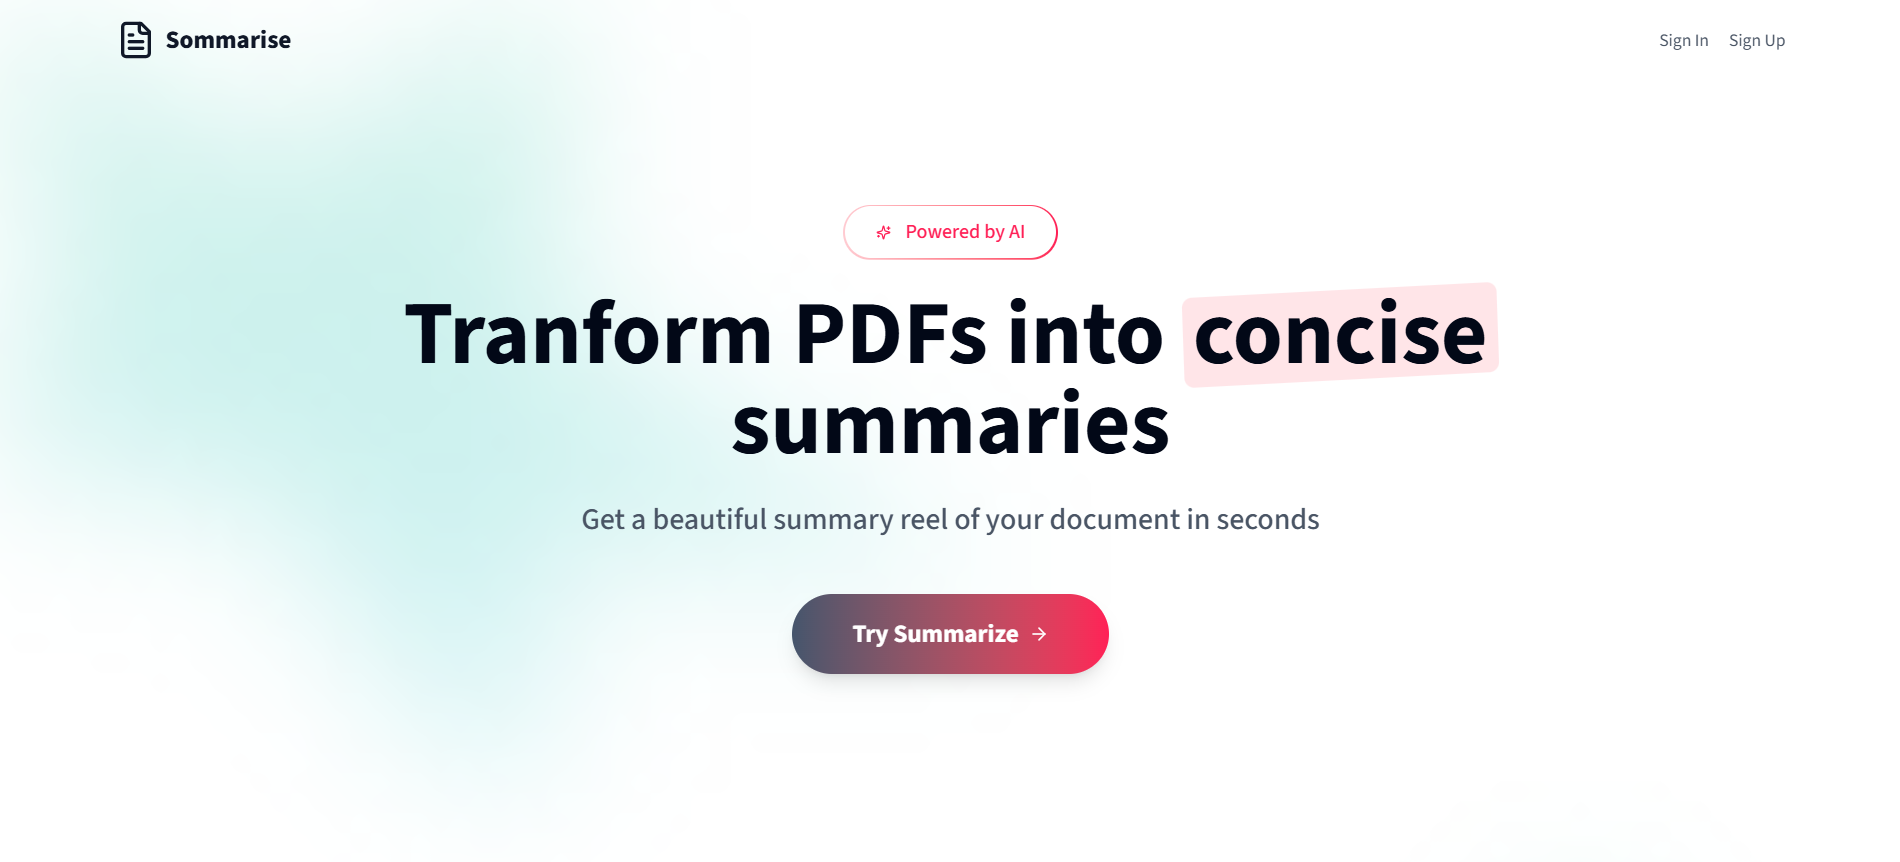 Sommarise
Sign In
Sign Up
Powered by AI
Tranform PDFs into concise
summaries
Get a beautiful summary reel of your document in seconds
Try Summarize →